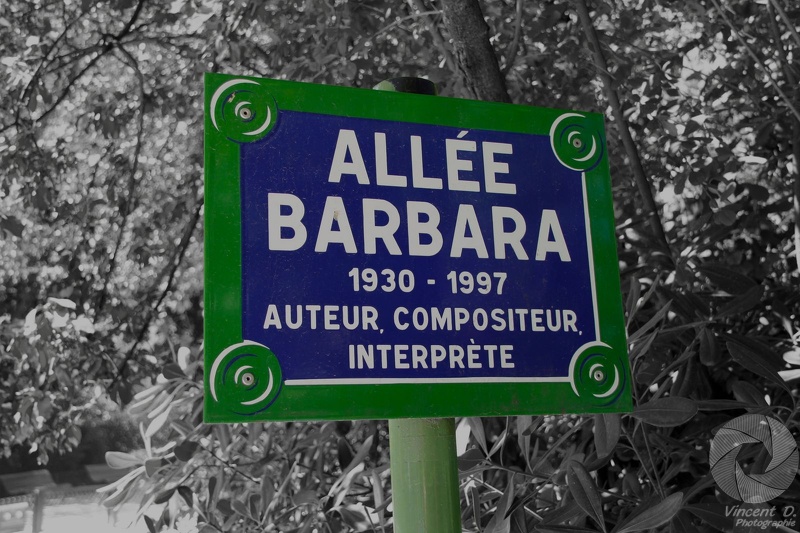 ALLÉE
BARBARA
1930 - 1997
AUTEUR, COMPOSITEUR,
INTERPRÈTE
Vincent D.
Photographie